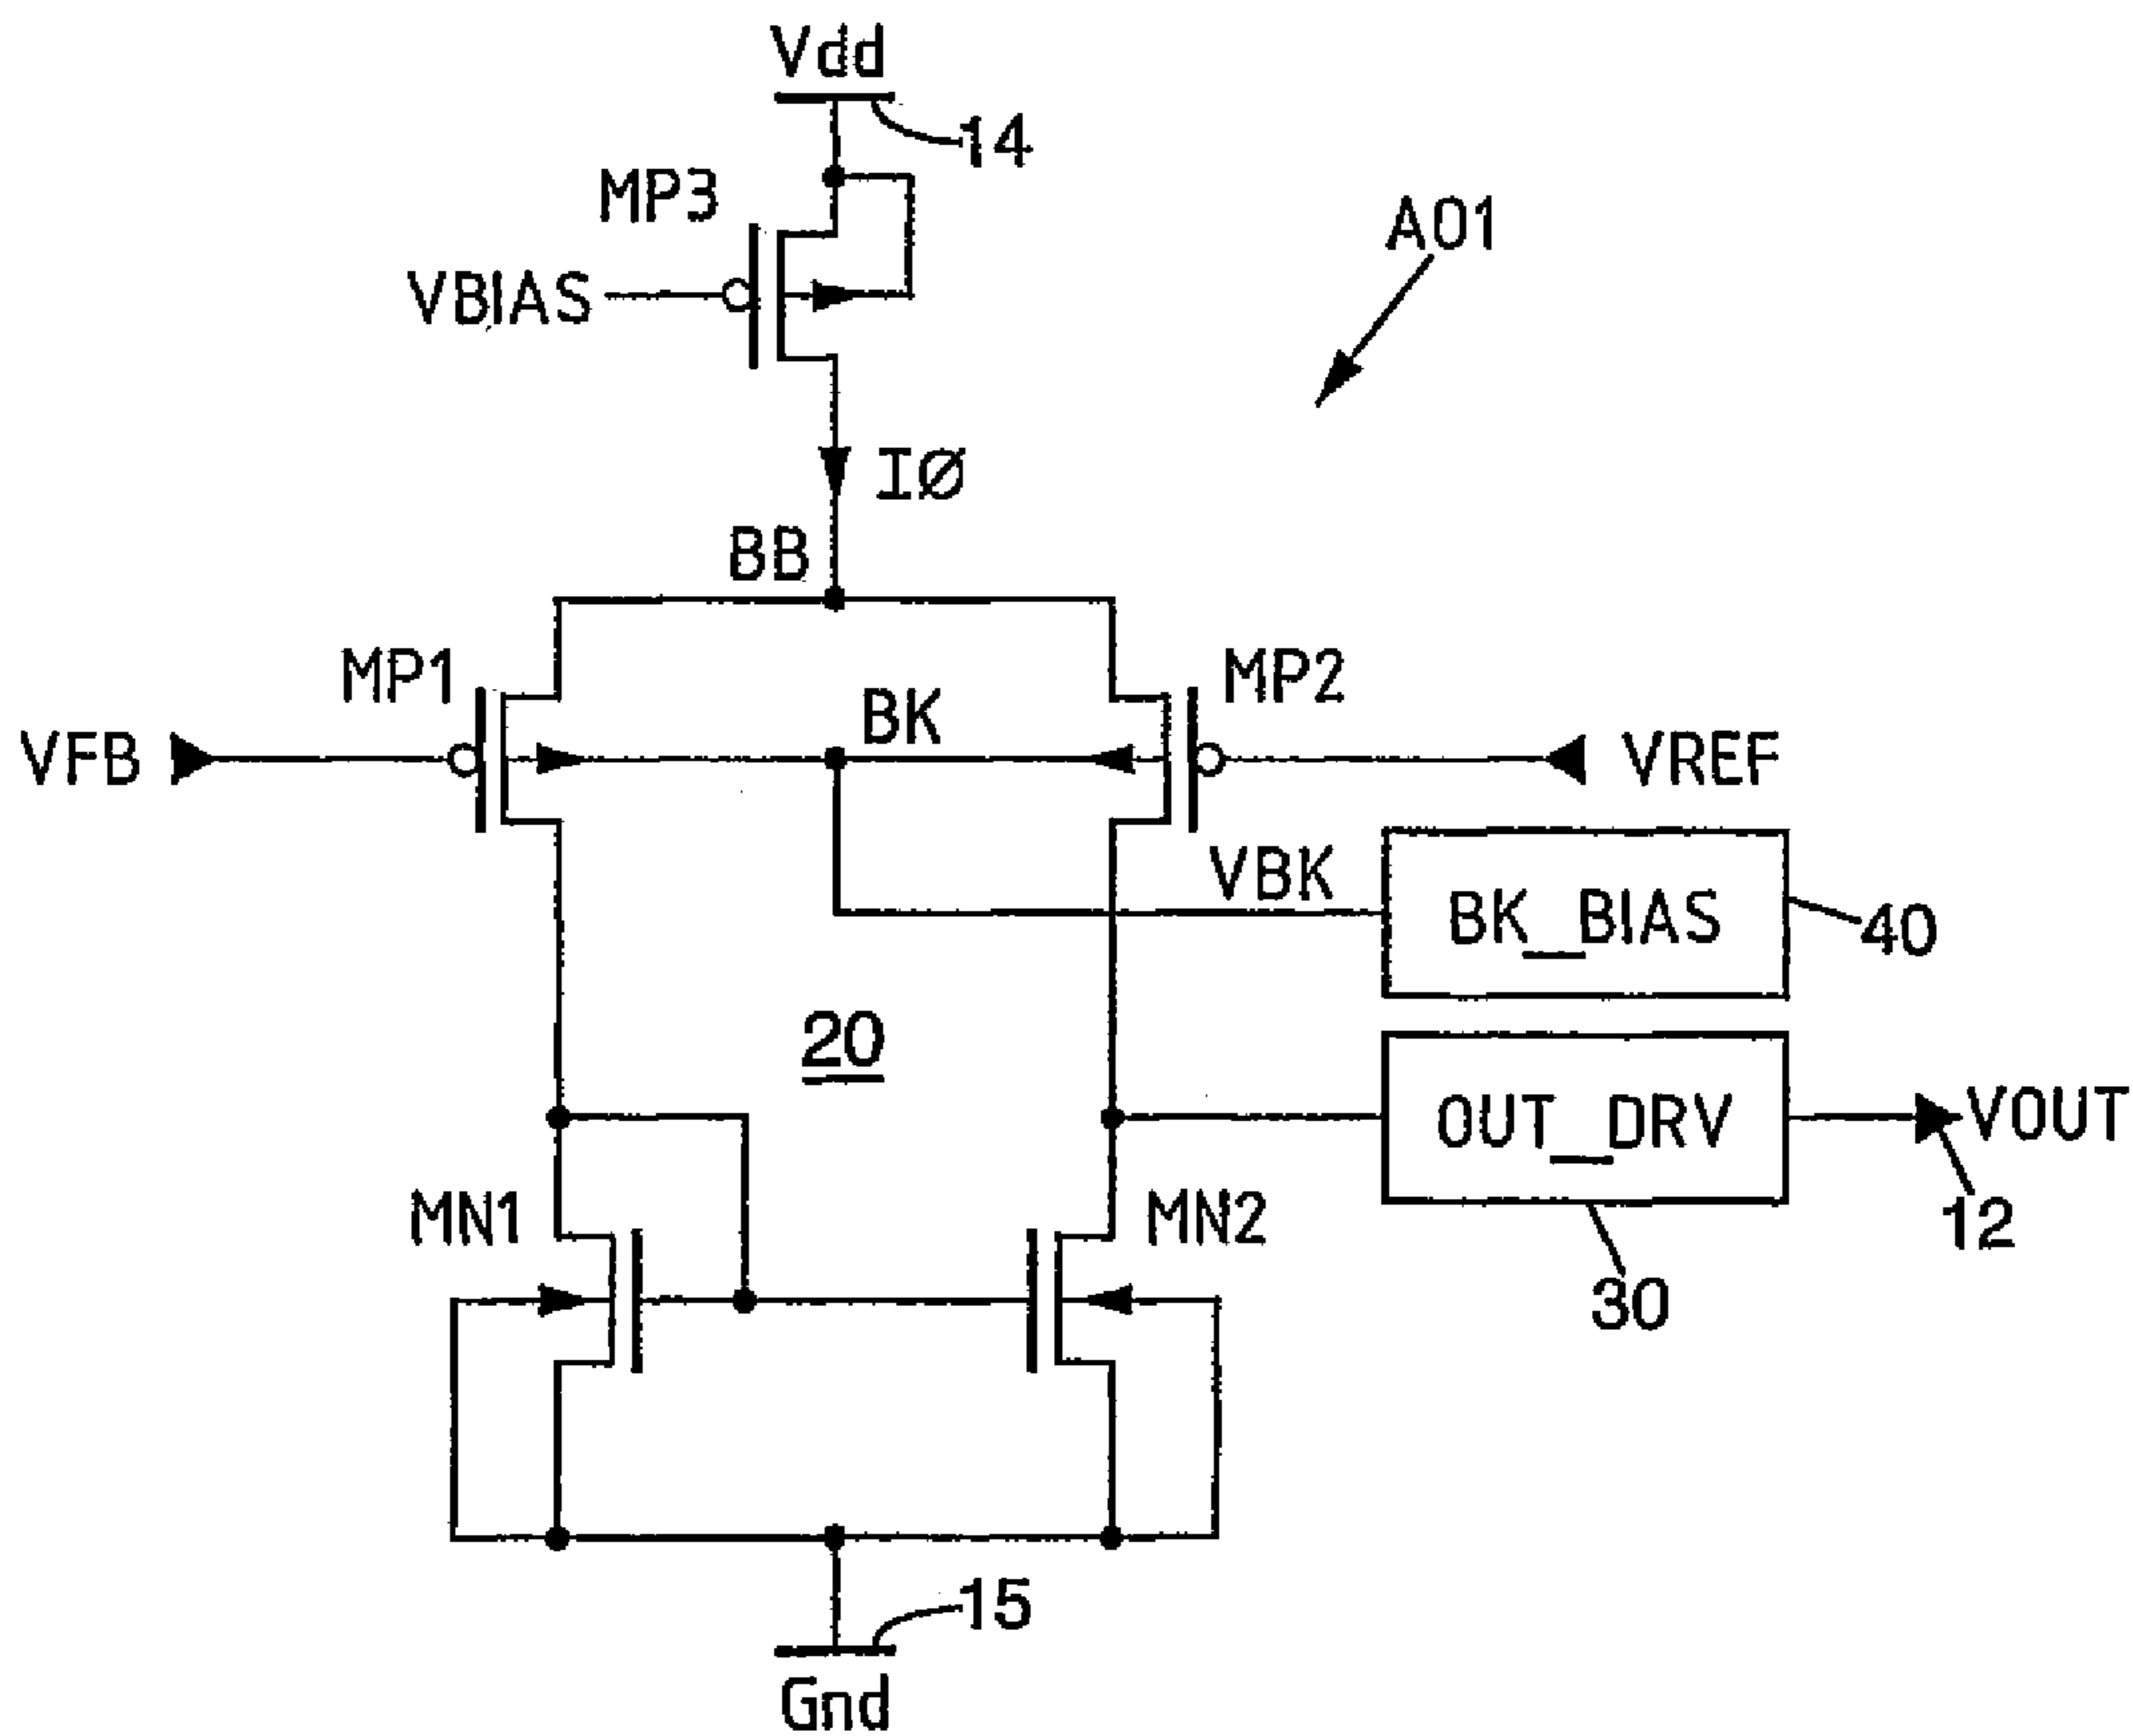 Vdd
14
MP3
AO1
VBIAS
IØ
BB
MP1
MP2
BK
VFB
VREF
VBK
BK_BIAS
40
20
OUT_DRV
VOUT
MN1
MN2
12
30
15
Gnd